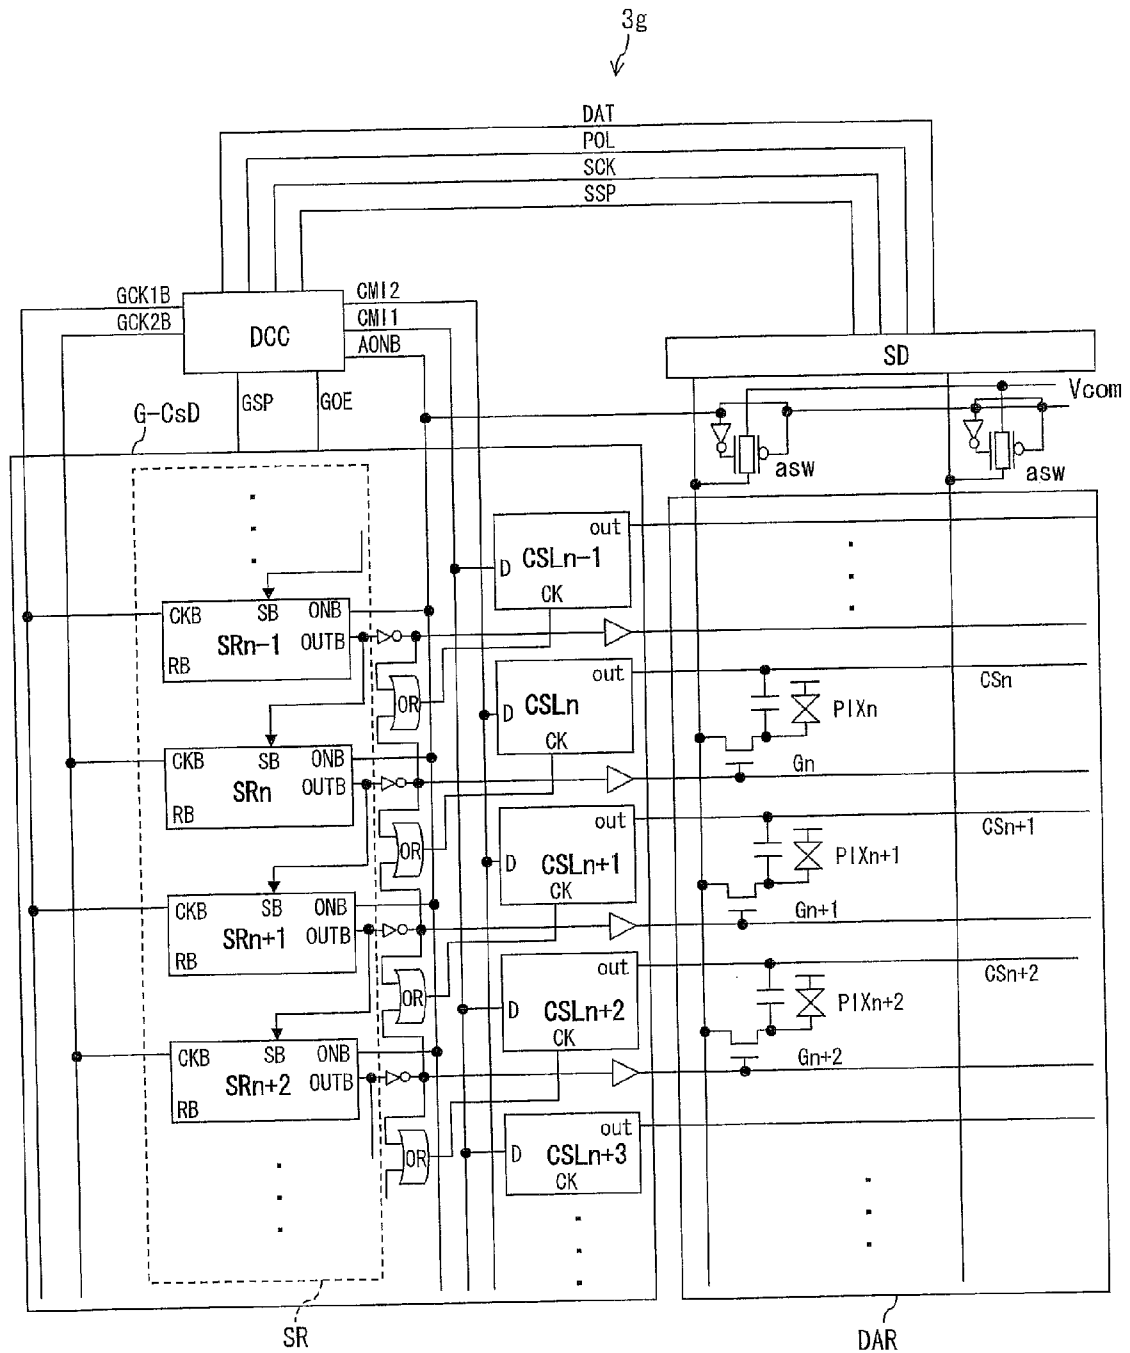 3g
DAT
POL
SCK
SSP
GCK1B
GCK2B
DCC
CMI2
CMI1
AONB
GSP
GOE
G-CsD
SD
Vcom
asw
asw
out
D
CSLn-1
CK
CKB
SB
ONB
SRn-1
OUTB
RB
OR
out
D
CSLn
CK
CSn
PIXn
Gn
CKB
SB
ONB
SRn
OUTB
RB
OR
out
D
CSLn+1
CK
CSn+1
PIXn+1
Gn+1
CKB
SB
ONB
SRn+1
OUTB
RB
OR
out
D
CSLn+2
CK
CSn+2
PIXn+2
Gn+2
CKB
SB
ONB
SRn+2
OUTB
RB
OR
out
D
CSLn+3
CK
SR
DAR